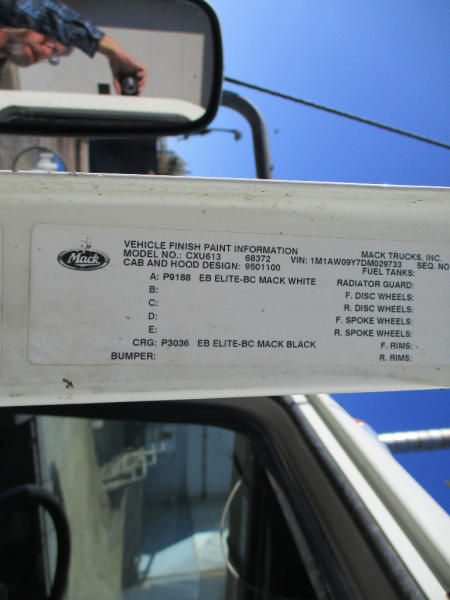 Mack
VEHICLE FINISH PAINT INFORMATION MACK TRUCKS, INC.
MODEL NO.: CXU613 68372 VIN: 1M1AW09Y7DM029733 SEQ. NO
CAB AND HOOD DESIGN: 9501100 FUEL TANKS:
A: P9188 EB ELITE-BC MACK WHITE RADIATOR GUARD:
B: F. DISC WHEELS:
C: R. DISC WHEELS:
D: F. SPOKE WHEELS:
E: R. SPOKE WHEELS:
CRG: P3036 EB ELITE-BC MACK BLACK F. RIMS:
BUMPER: R. RIMS: